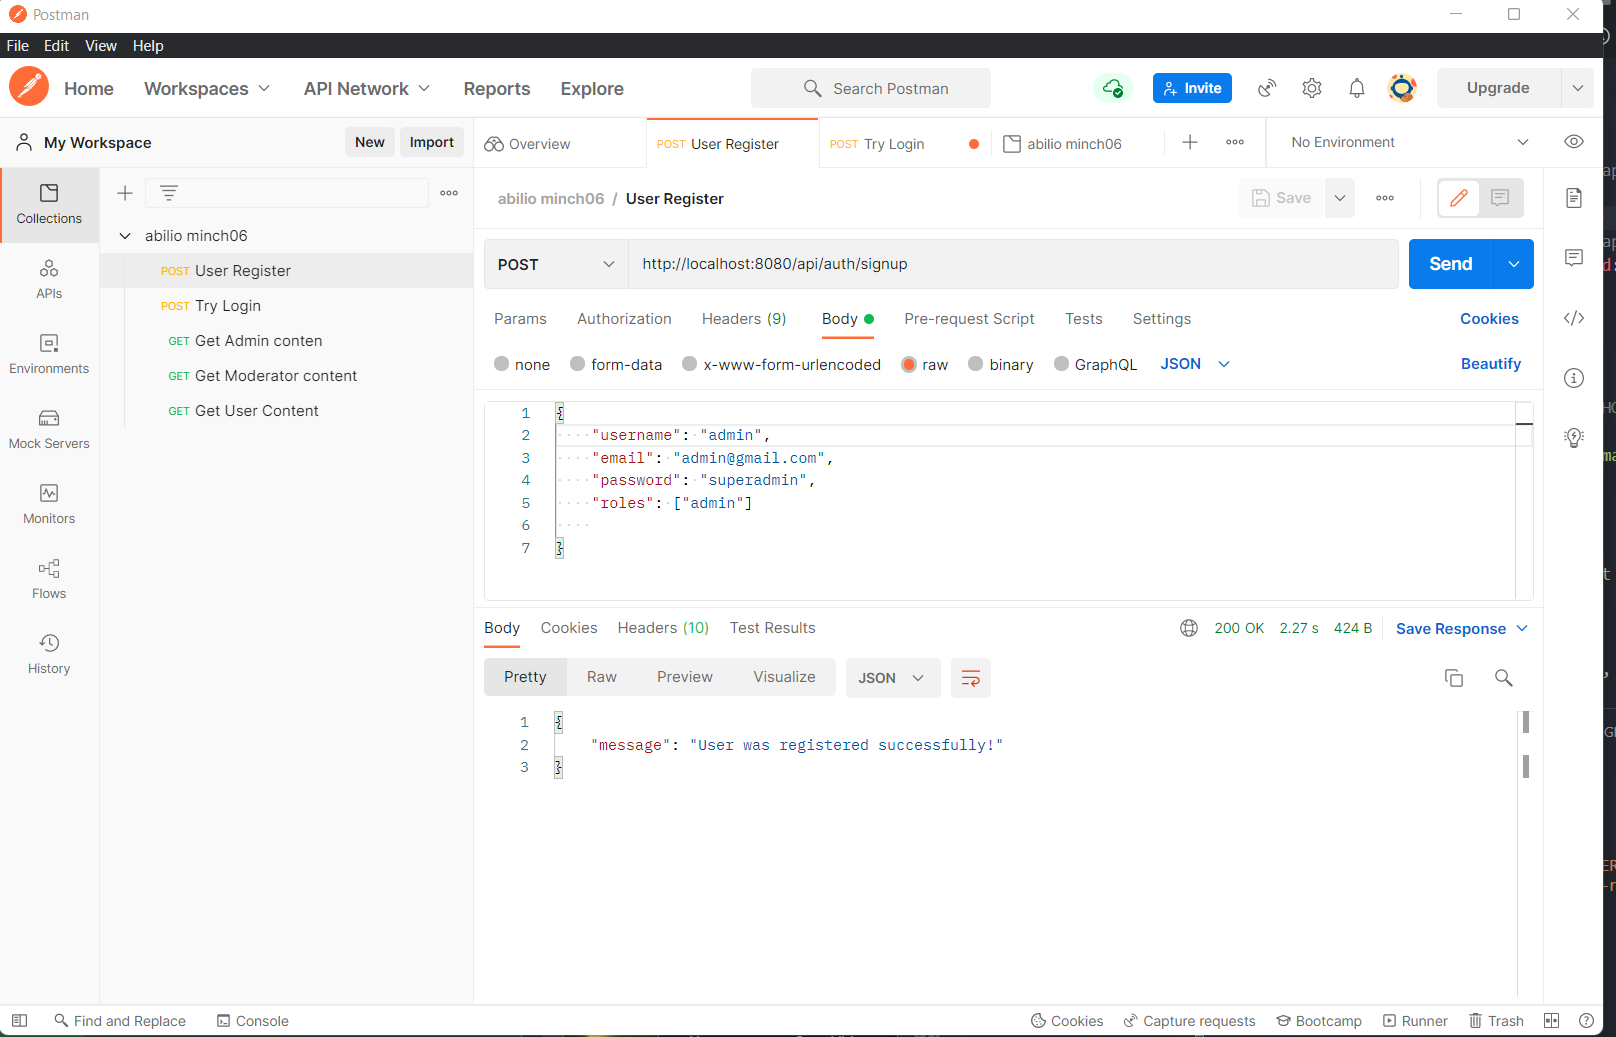 Postman
File Edit View Help
Home Workspaces API Network Reports Explore Search Postman Invite Upgrade
My Workspace New Import Overview POST User Register POST Try Login abilio minch06 No Environment
Collections
APIs
Environments
Mock Servers
Monitors
Flows
History
abilio minch06
POST User Register
POST Try Login
GET Get Admin conten
GET Get Moderator content
GET Get User Content
abilio minch06 / User Register Save
POST http://localhost:8080/api/auth/signup Send
Params Authorization Headers (9) Body Pre-request Script Tests Settings Cookies
none form-data x-www-form-urlencoded raw binary GraphQL JSON Beautify
1 {
2 "username": "admin",
3 "email": "admin@gmail.com",
4 "password": "superadmin",
5 "roles": ["admin"]
6
7 }
Body Cookies Headers (10) Test Results 200 OK 2.27 s 424 B Save Response
Pretty Raw Preview Visualize JSON
1 {
2 "message": "User was registered successfully!"
3 }
Find and Replace Console Cookies Capture requests Bootcamp Runner Trash